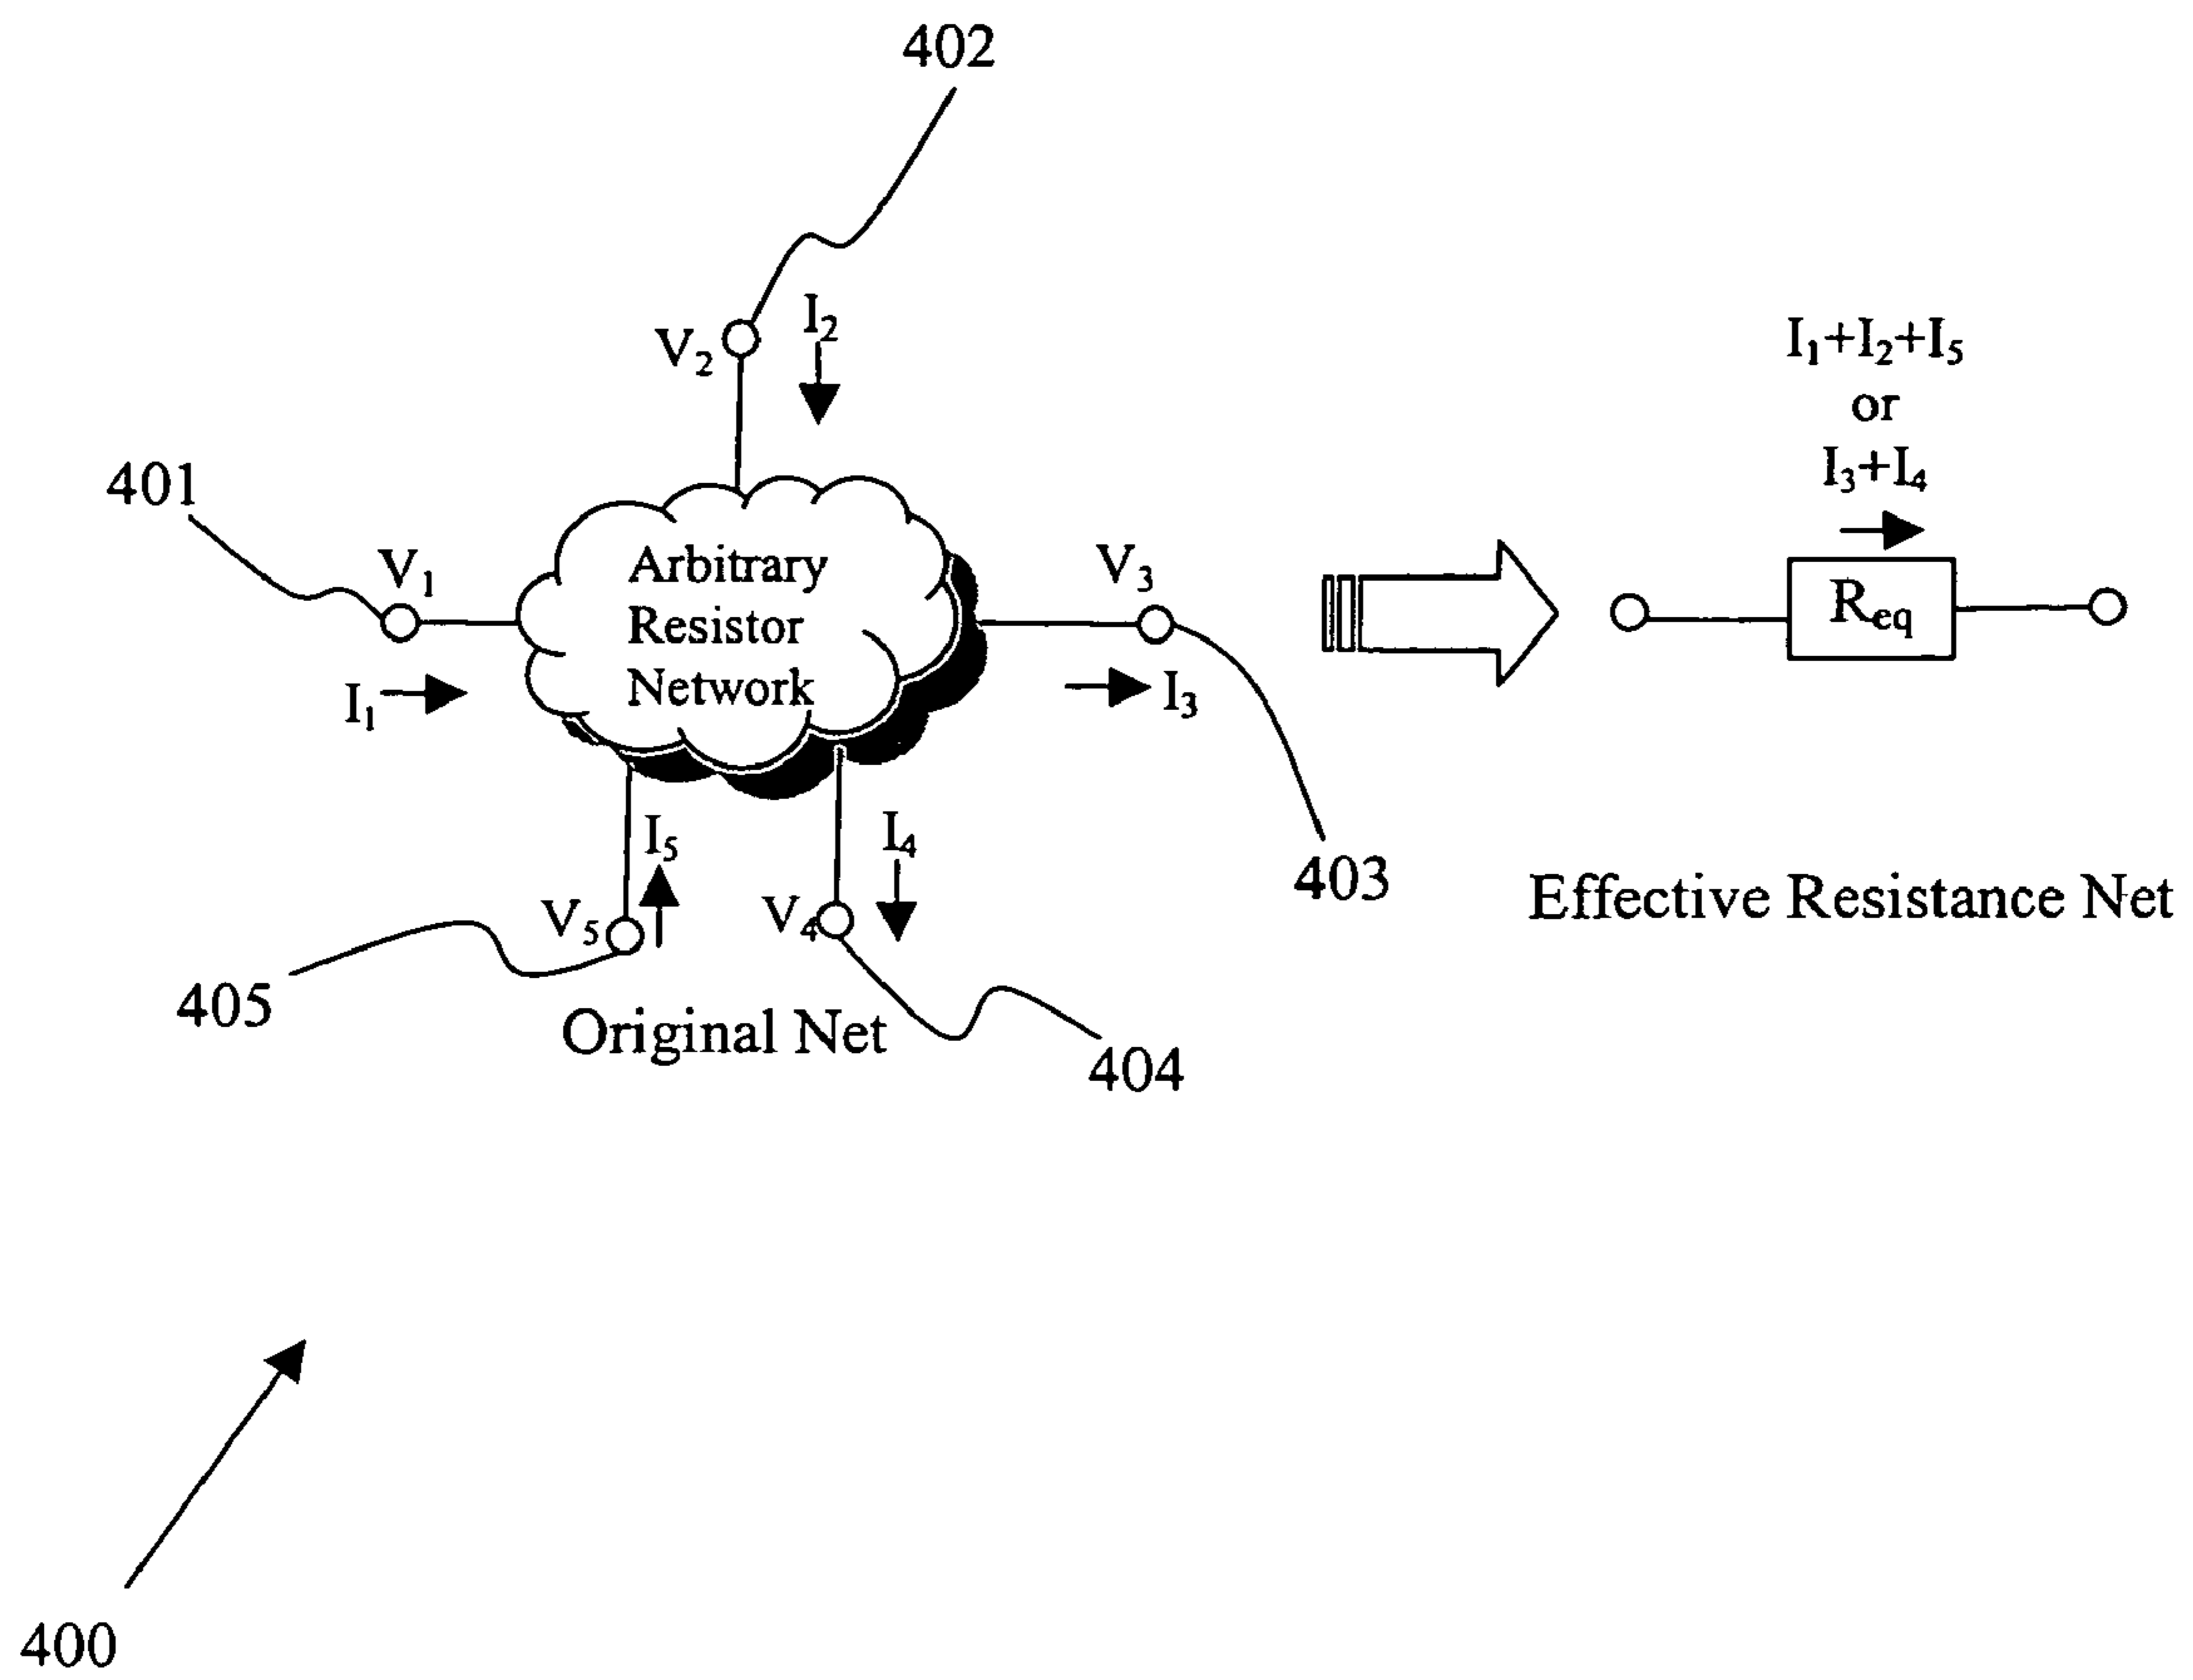 402
I₂
V₂
I₁+I₂+I₅
or
I₃+I₄
401
V₁
Arbitrary
Resistor
Network
V₃
R_eq
I₁
I₃
I₅
I₄
403
V₅
V₄
Effective Resistance Net
405
Original Net
404
400